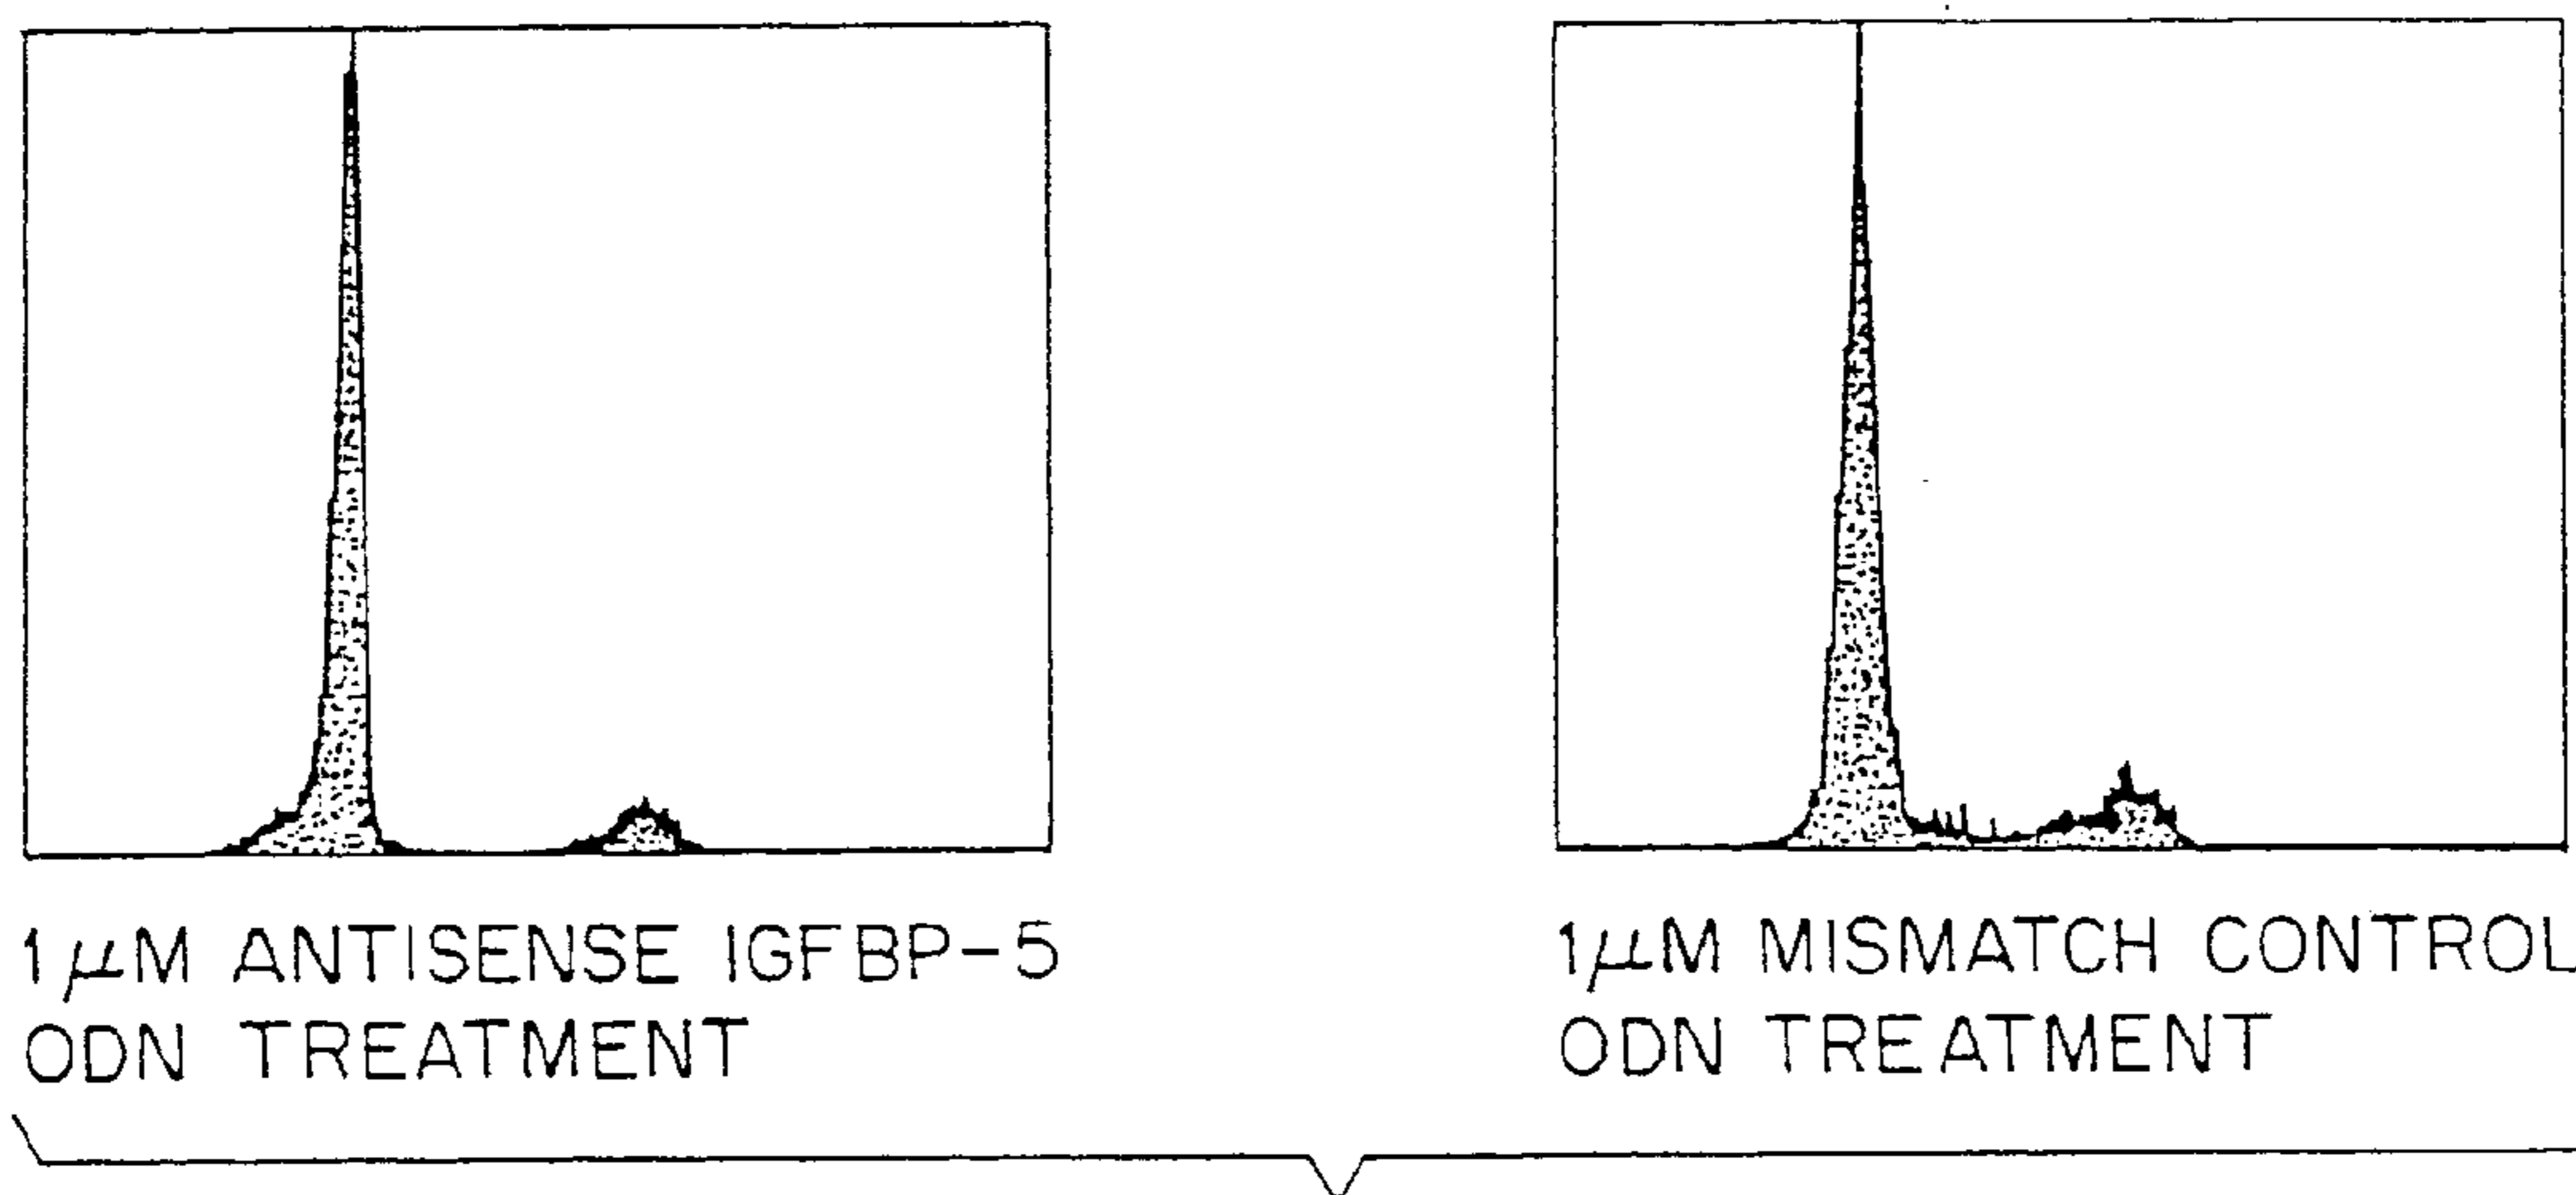 1μM ANTISENSE IGFBP-5
ODN TREATMENT
1μM MISMATCH CONTROL
ODN TREATMENT